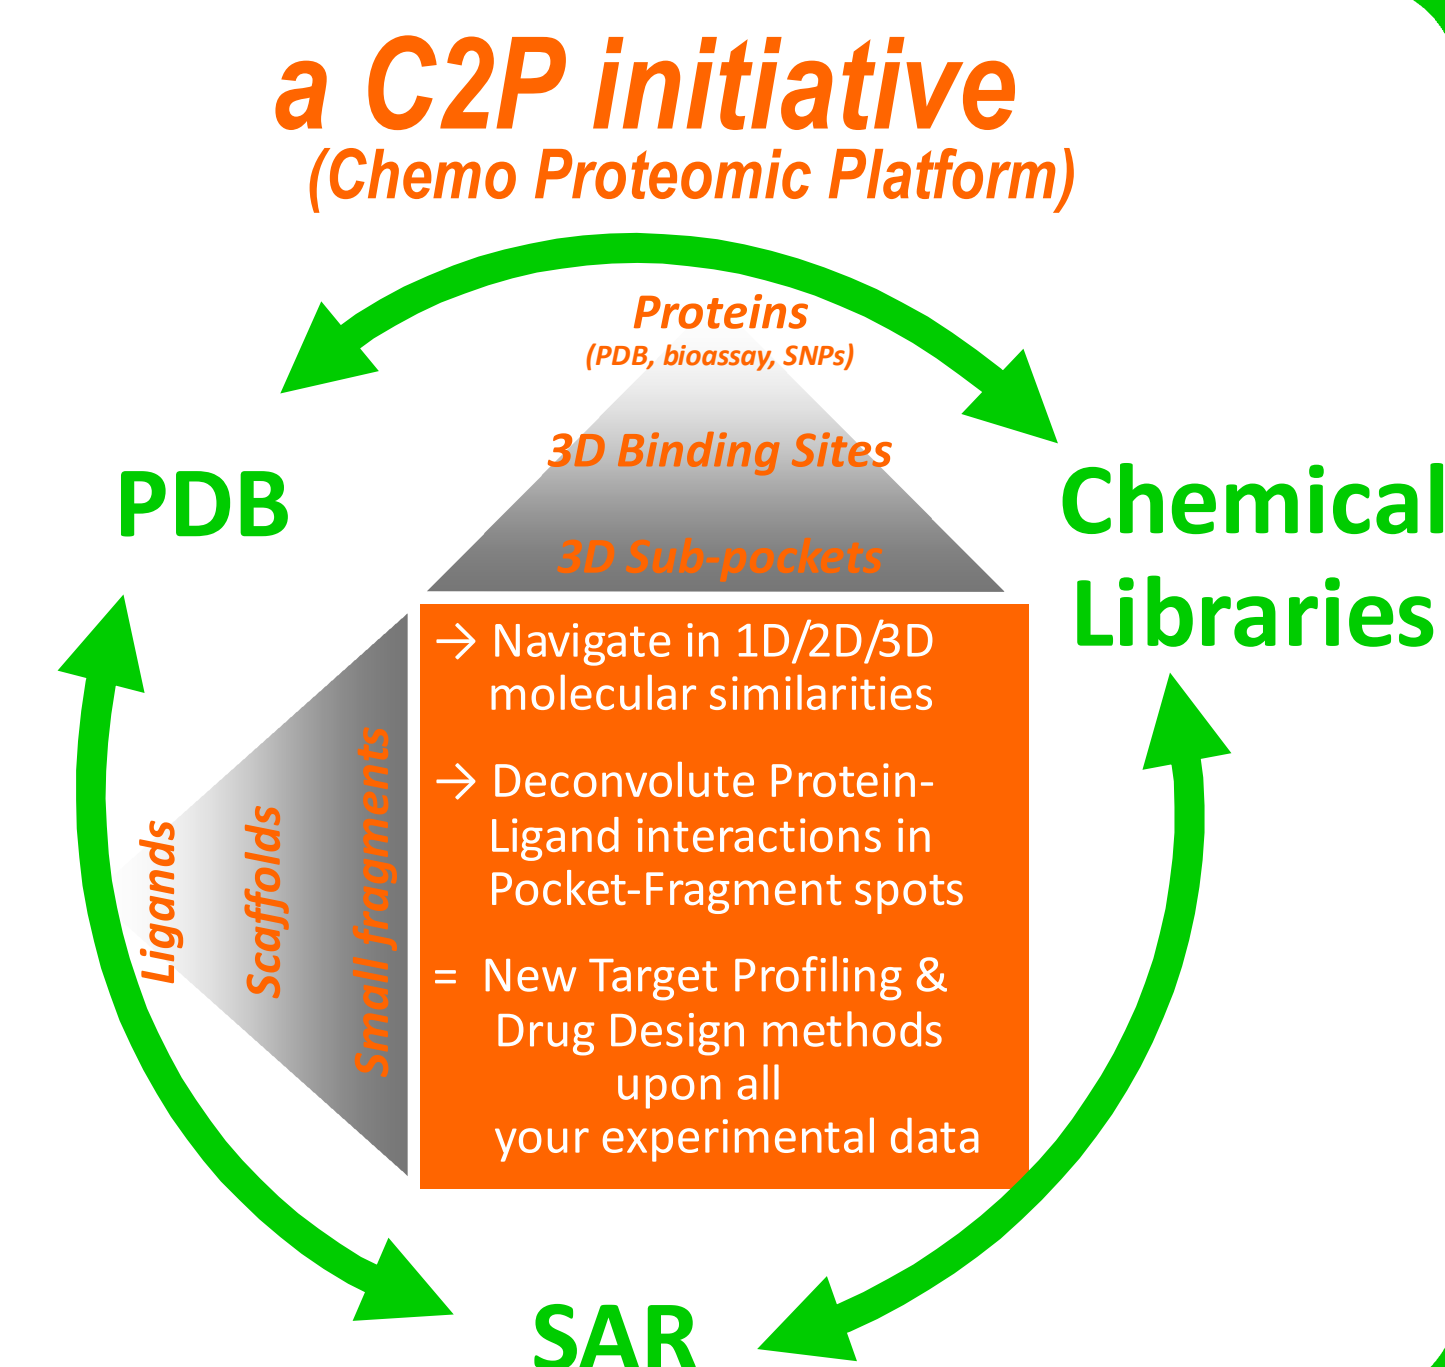 a C2P initiative
(Chemo Proteomic Platform)
Proteins
(PDB, bioassay, SNPs)
3D Binding Sites
3D Sub-pockets
PDB
Chemical
Libraries
Ligands
Scaffolds
Small fragments
→ Navigate in 1D/2D/3D
molecular similarities
→ Deconvolute Protein-
Ligand interactions in
Pocket-Fragment spots
= New Target Profiling &
Drug Design methods
upon all
your experimental data
SAR